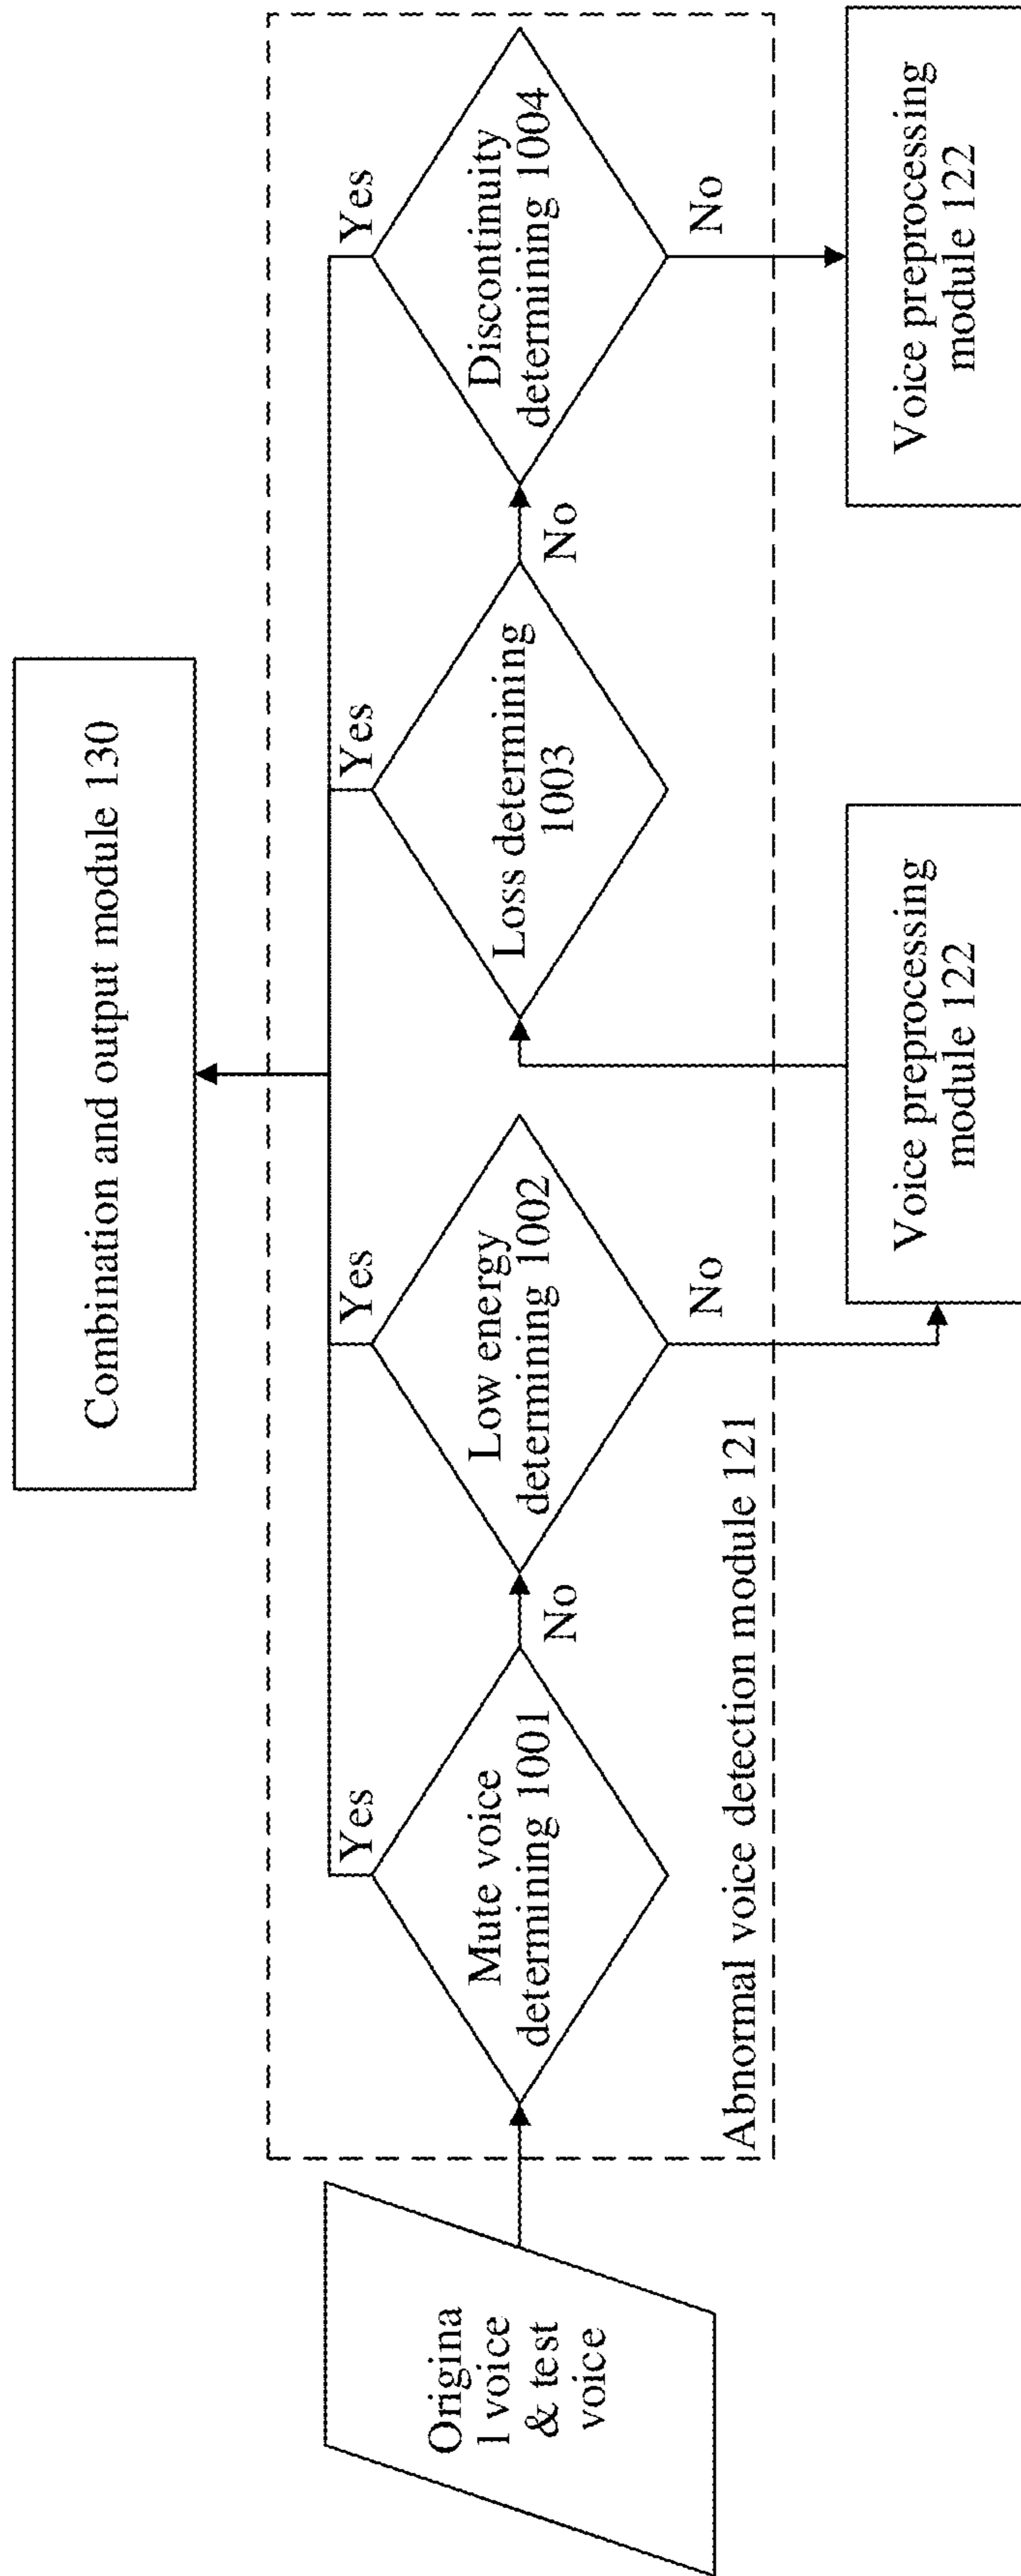 Combination and output module 130
Yes
Yes
Yes
Yes
Origina
l voice
& test
voice
Mute voice
determining 1001
No
Low energy
determining 1002
Loss determining
1003
No
Discontinuity
determining 1004
No
No
Abnormal voice detection module 121
Voice preprocessing
module 122
Voice preprocessing
module 122